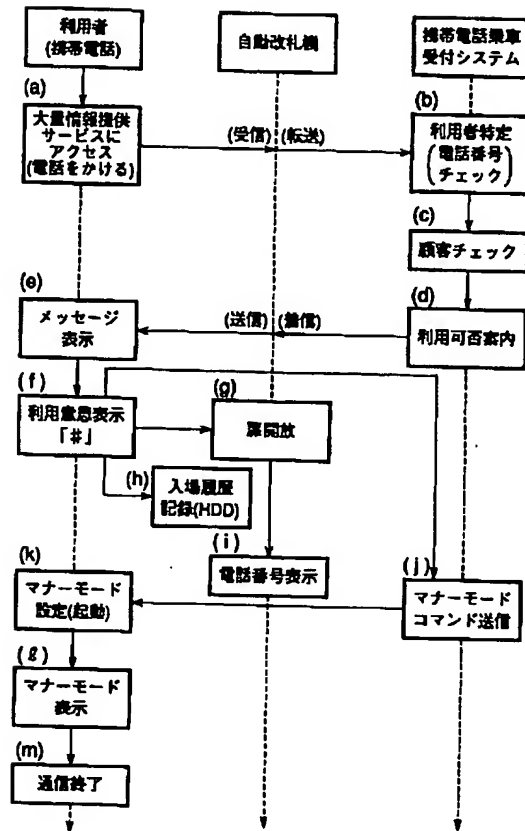 利用者
(携帯電話)
自動改札機
携帯電話乗車
受付システム
(a)
大量情報提供
サービスに
アクセス
(電話をかける)
(受信)
(転送)
(b)
利用者特定
(電話番号
チェック)
(c)
顧客チェック
(d)
利用可否案内
(e)
メッセージ
表示
(送信)
(着信)
(f)
利用意思表示
「#」
(g)
扉開放
(h)
入場履歴
記録(HDD)
(i)
電話番号表示
(j)
マナーモード
コマンド送信
(k)
マナーモード
設定(起動)
(ℓ)
マナーモード
表示
(m)
通信終了